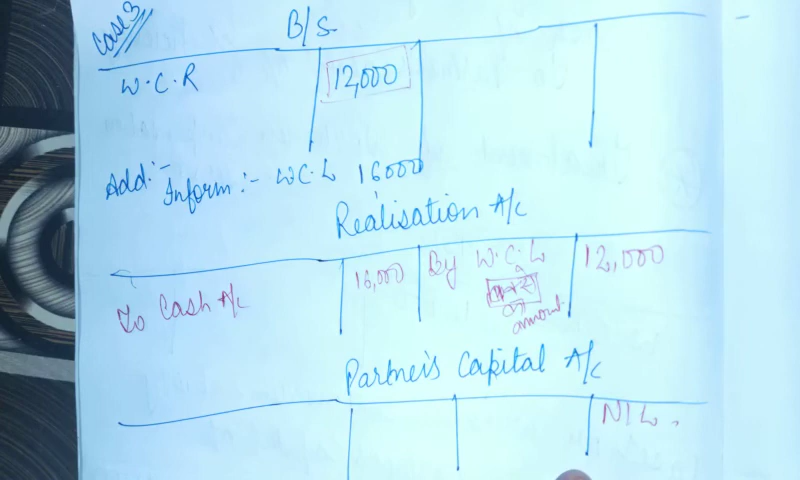 Case 3
B/S.
W.C.R 12,000
Add:- Inform:- W.C.L 16000
Realisation A/c
To Cash A/c 16,000 By W.C.L 12,000
का
amount.
Partner's Capital A/c
NIL.